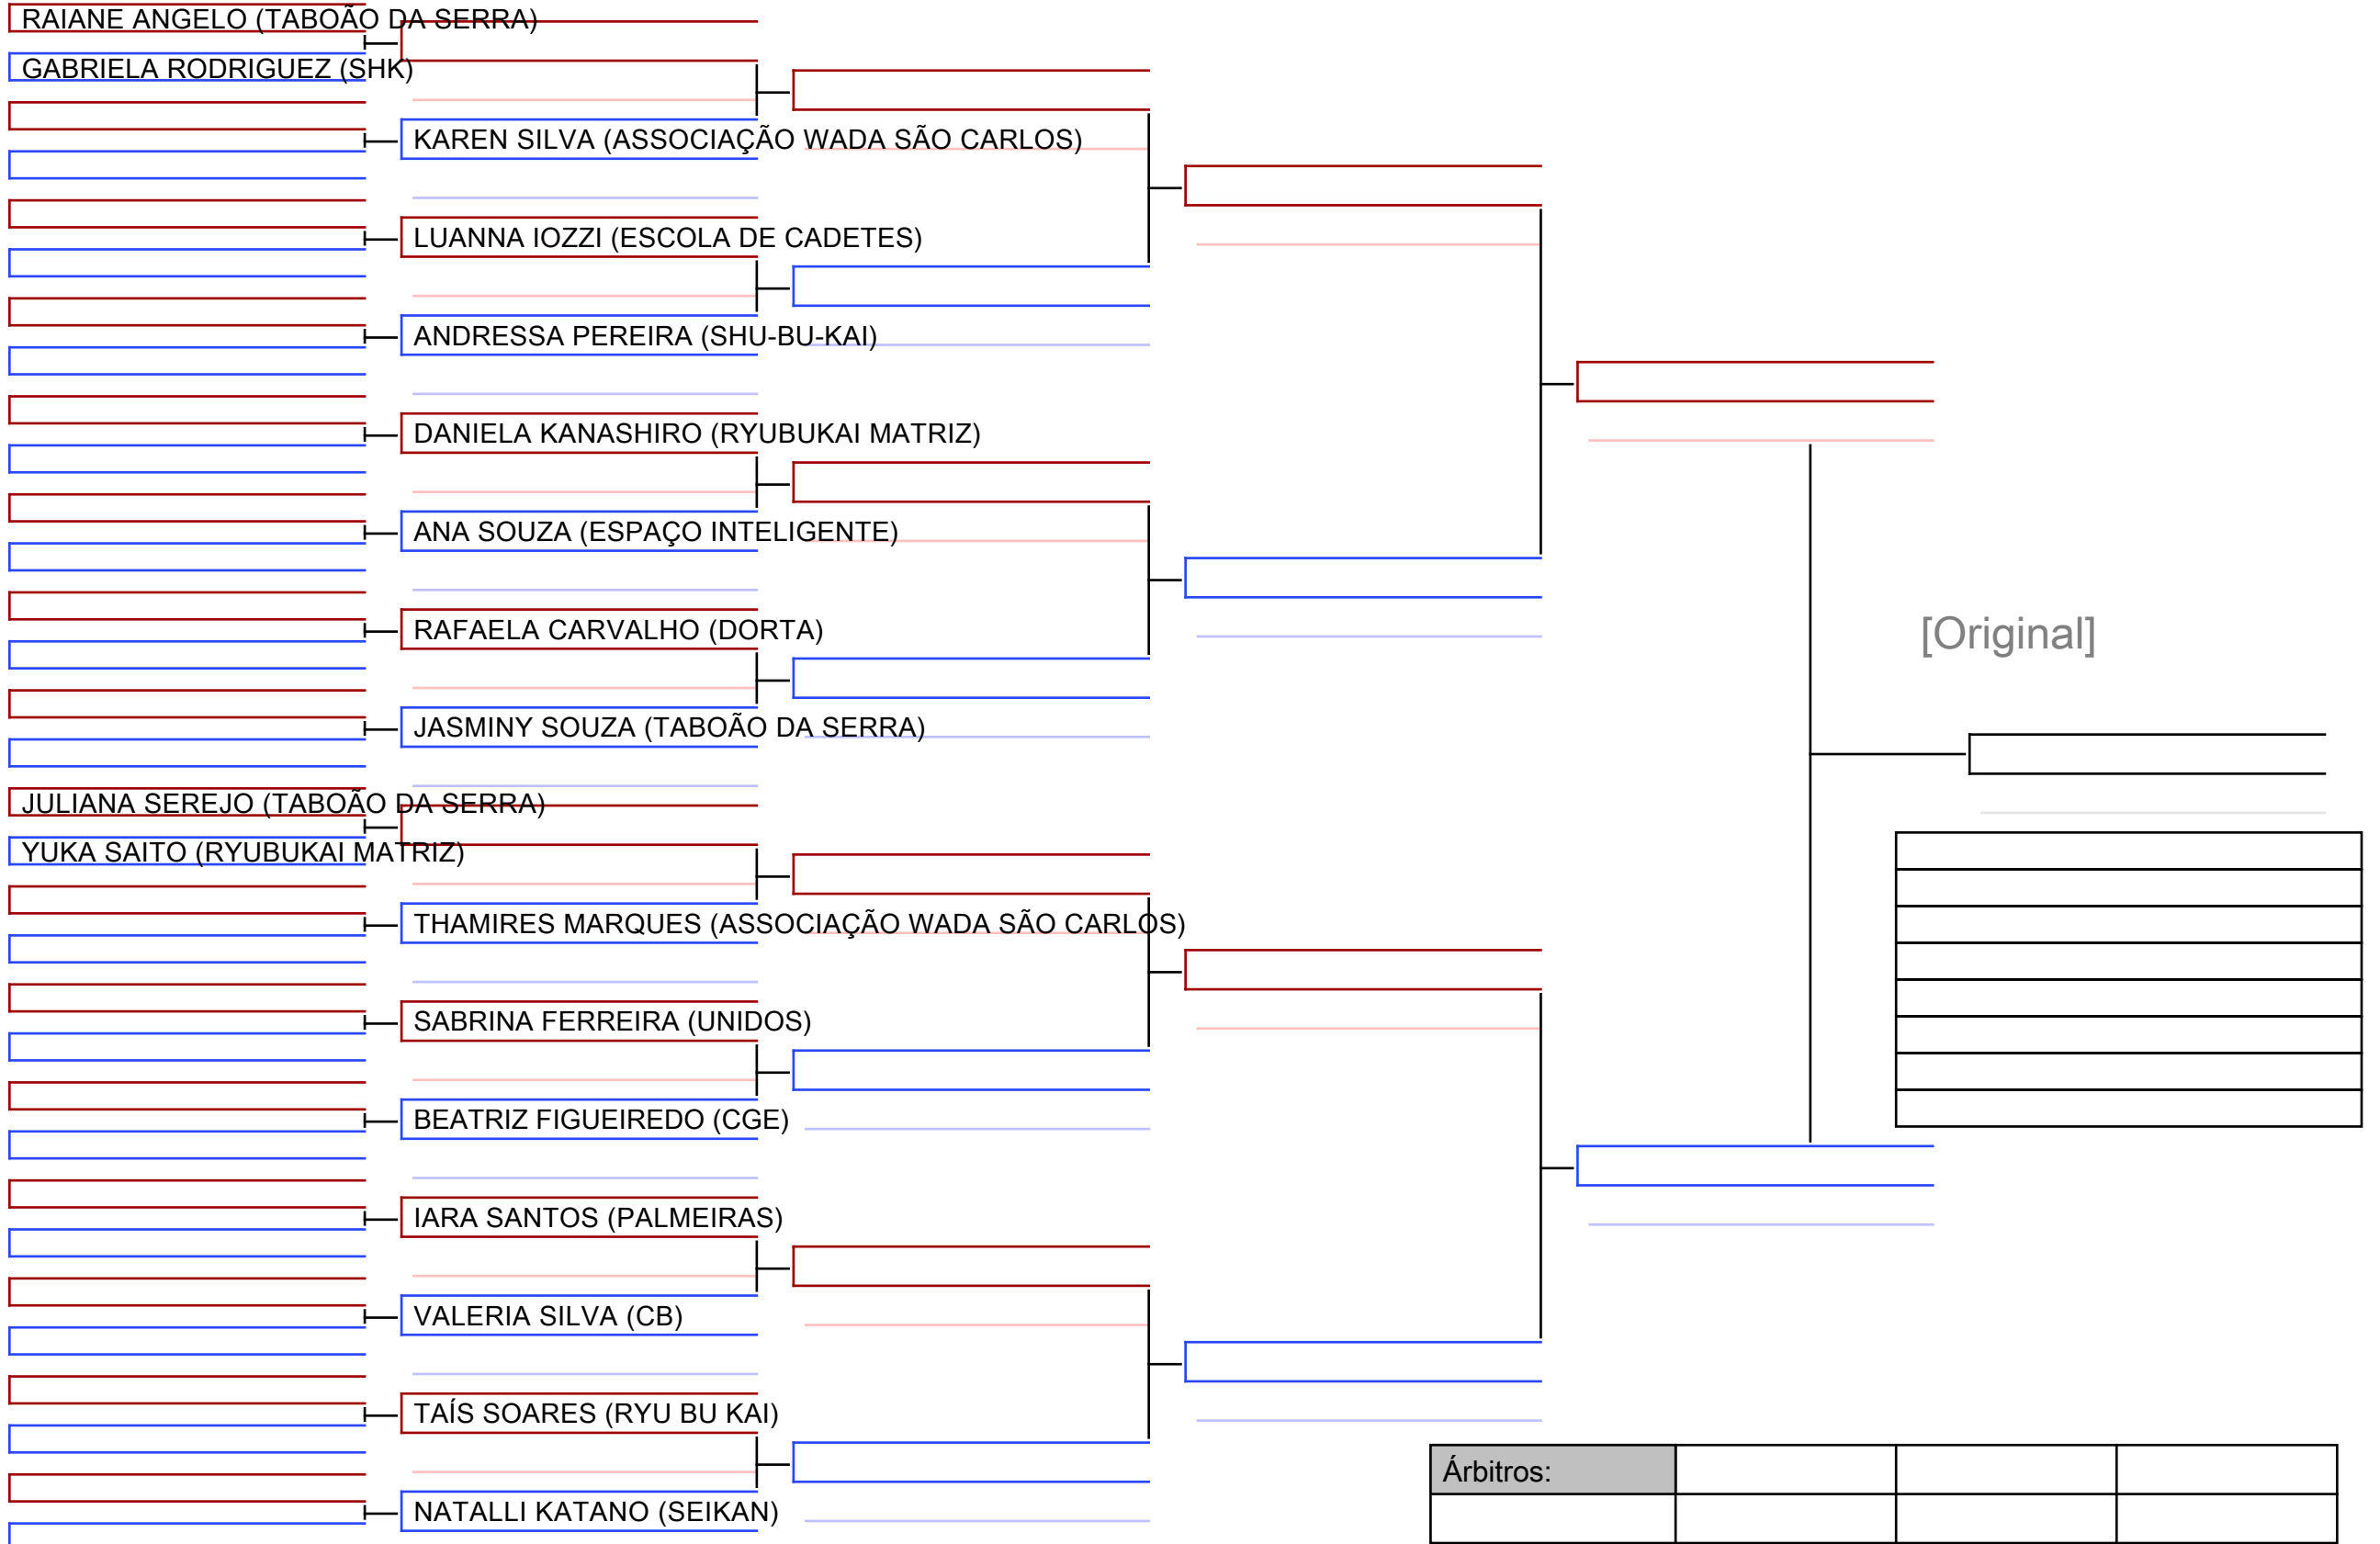 RAIANE ANGELO (TABOÃO DA SERRA)
GABRIELA RODRIGUEZ (SHK)
KAREN SILVA (ASSOCIAÇÃO WADA SÃO CARLOS)
LUANNA IOZZI (ESCOLA DE CADETES)
ANDRESSA PEREIRA (SHU-BU-KAI)
DANIELA KANASHIRO (RYUBUKAI MATRIZ)
ANA SOUZA (ESPAÇO INTELIGENTE)
RAFAELA CARVALHO (DORTA)
[Original]
JASMINY SOUZA (TABOÃO DA SERRA)
JULIANA SEREJO (TABOÃO DA SERRA)
YUKA SAITO (RYUBUKAI MATRIZ)
THAMIRES MARQUES (ASSOCIAÇÃO WADA SÃO CARLOS)
SABRINA FERREIRA (UNIDOS)
BEATRIZ FIGUEIREDO (CGE)
IARA SANTOS (PALMEIRAS)
VALERIA SILVA (CB)
TAÍS SOARES (RYU BU KAI)
Árbitros:
NATALLI KATANO (SEIKAN)